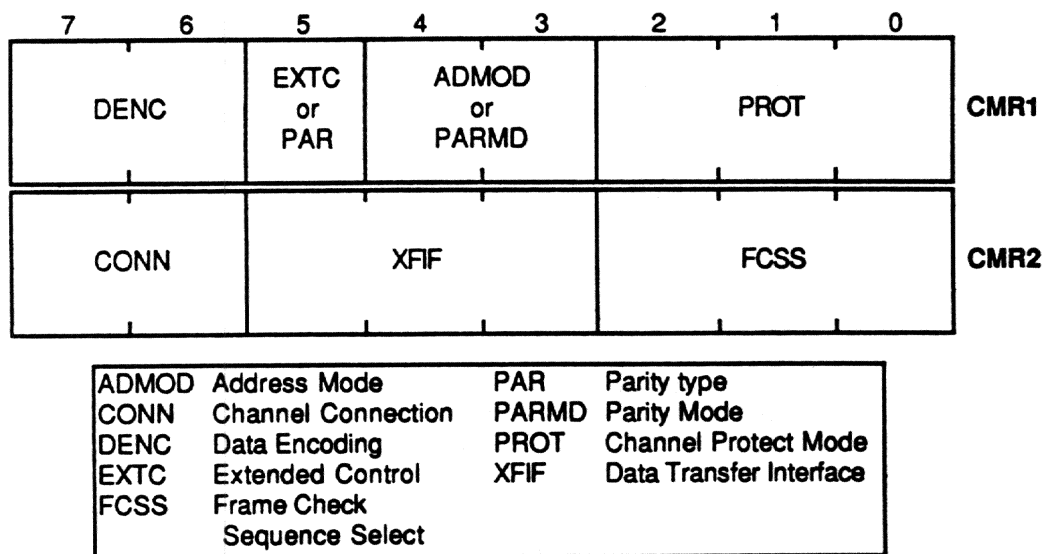 7 6 5 4 3 2 1 0
DENC
EXTC
or
PAR
ADMOD
or
PARMD
PROT
CMR1
CONN
XFIF
FCSS
CMR2
ADMOD Address Mode
CONN Channel Connection
DENC Data Encoding
EXTC Extended Control
FCSS Frame Check
Sequence Select
PAR Parity type
PARMD Parity Mode
PROT Channel Protect Mode
XFIF Data Transfer Interface